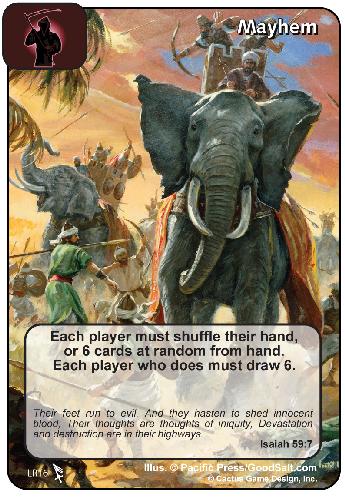 Mayhem
Each player must shuffle their hand,
or 6 cards at random from hand.
Each player who does must draw 6.
Their feet run to evil, And they hasten to shed innocent
blood; Their thoughts are thoughts of iniquity, Devastation
and destruction are in their highways.
Isaiah 59:7
Illus. © Pacific Press/GoodSalt.com
© Cactus Game Design, Inc.